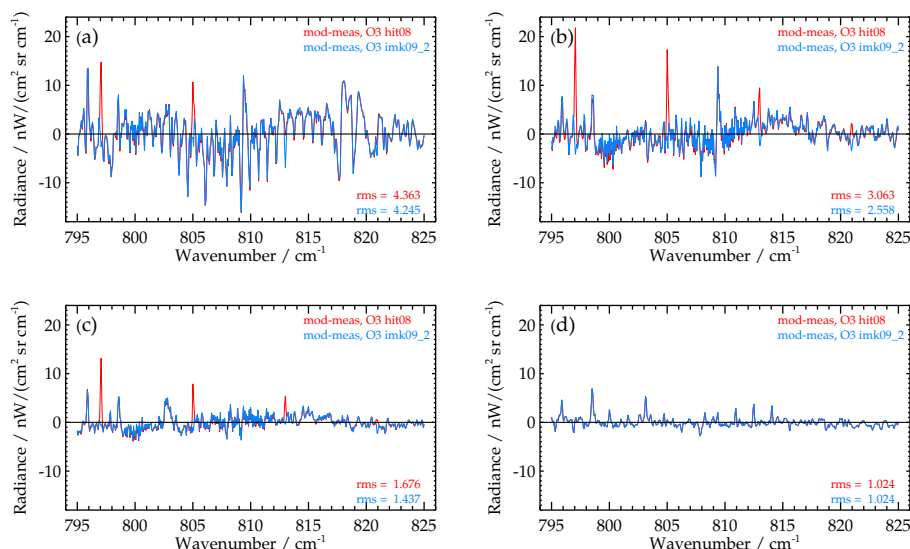 (a)
mod-meas, O3 hit08
mod-meas, O3 imk09_2
20
10
0
-10
Radiance / nW/(cm² sr cm⁻¹)
rms = 4.363
rms = 4.245
795 800 805 810 815 820 825
Wavenumber / cm⁻¹
(b)
mod-meas, O3 hit08
mod-meas, O3 imk09_2
20
10
0
-10
Radiance / nW/(cm² sr cm⁻¹)
rms = 3.063
rms = 2.558
795 800 805 810 815 820 825
Wavenumber / cm⁻¹
(c)
mod-meas, O3 hit08
mod-meas, O3 imk09_2
20
10
0
-10
Radiance / nW/(cm² sr cm⁻¹)
rms = 1.676
rms = 1.437
795 800 805 810 815 820 825
Wavenumber / cm⁻¹
(d)
mod-meas, O3 hit08
mod-meas, O3 imk09_2
20
10
0
-10
Radiance / nW/(cm² sr cm⁻¹)
rms = 1.024
rms = 1.024
795 800 805 810 815 820 825
Wavenumber / cm⁻¹